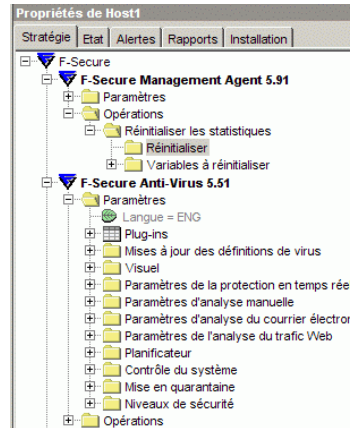 Propriétés de Host1
Stratégie Etat Alertes Rapports Installation
F-Secure
F-Secure Management Agent 5.91
Paramètres
Opérations
Réinitialiser les statistiques
Réinitialiser
Variables à réinitialiser
F-Secure Anti-Virus 5.51
Paramètres
Langue = ENG
Plug-ins
Mises à jour des définitions de virus
Visuel
Paramètres de la protection en temps rée
Paramètres d'analyse manuelle
Paramètres d'analyse du courrier électron
Paramètres de l'analyse du trafic Web
Planificateur
Contrôle du système
Mise en quarantaine
Niveaux de sécurité
Opérations